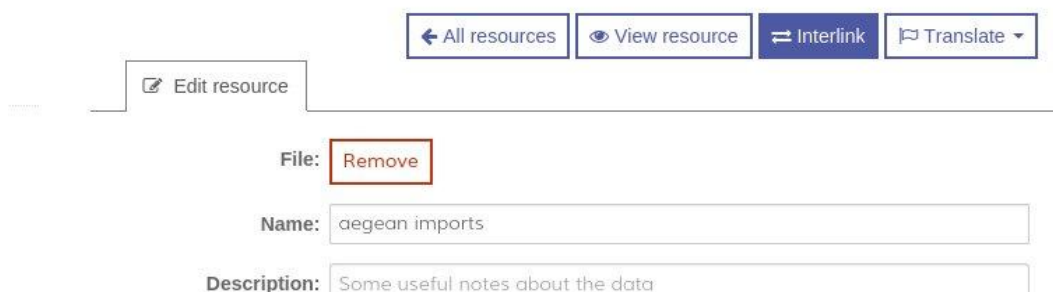 All resources View resource Interlink Translate
Edit resource
File: Remove
Name: aegean imports
Description: Some useful notes about the data